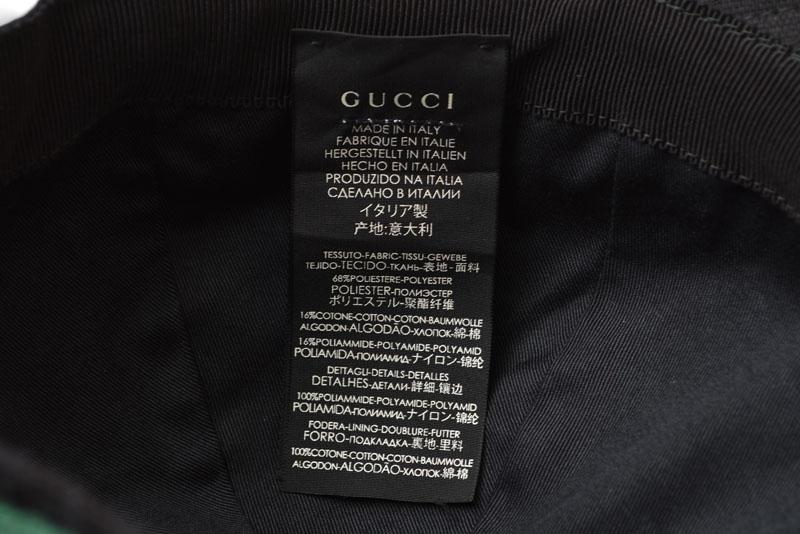 GUCCI
MADE IN ITALY
FABRIQUE EN ITALIE
HERGESTELLT IN ITALIEN
HECHO EN ITALIA
PRODUZIDO NA ITALIA
СДЕЛАНО В ИТАЛИИ
イタリア製
产地:意大利
TESSUTO-FABRIC-TISSU-GEWEBE
TEJIDO-TECIDO-ТКАНЬ-表地-面料
68%POLIESTERE-POLYESTER
POLIESTER-ПОЛИЭСТЕР
ポリエステル-聚酯纤维
16%COTONE-COTTON-COTON-BAUMWOLLE
ALGODON-ALGODÃO-ХЛОПОК-綿-棉
16%POLIAMMIDE-POLYAMIDE-POLYAMID
POLIAMIDA-ПОЛИАМИД-ナイロン-锦纶
DETTAGLI-DETAILS-DETALLES
DETALHES-ДЕТАЛИ-詳細-镶边
100%POLIAMMIDE-POLYAMIDE-POLYAMID
POLIAMIDA-ПОЛИАМИД-ナイロン-锦纶
FODERA-LINING-DOUBLURE-FUTTER
FORRO-ПОДКЛАДКА-裏地-里料
100%COTONE-COTTON-COTON-BAUMWOLLE
ALGODON-ALGODÃO-ХЛОПОК-綿-棉